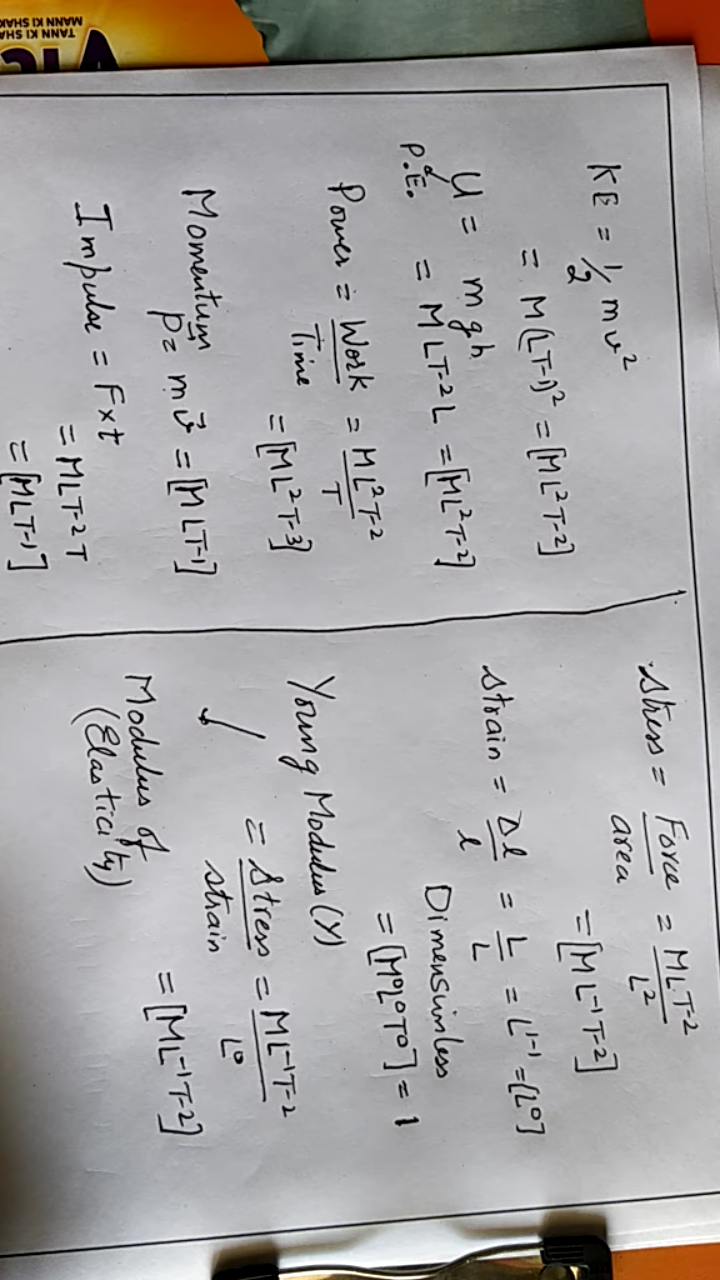 KE = 1/2 mv²
= M(LT-1)² = [ML²T-2]
U = mgh
P.E. = MLT-2L = [ML²T-2]
Power = Work/Time = ML²T-2/T
= [ML²T-3]
Momentum
p⃗ = mv⃗ = [MLT-1]
Impulse = F×t
= MLT-2T
= [MLT-1]
Stress = Force/area = MLT-2/L²
= [ML-1T-2]
Strain = Δl/l = L/L = L¹-¹ = [L⁰]
Dimensionless
= [M⁰L⁰T⁰] = 1
Young Modulus (Y)
= Stress/strain = ML-1T-2/L⁰
Modulus of
(Elasticity)
= [ML-1T-2]
TANN KI SHAK
MANN KI SHAK